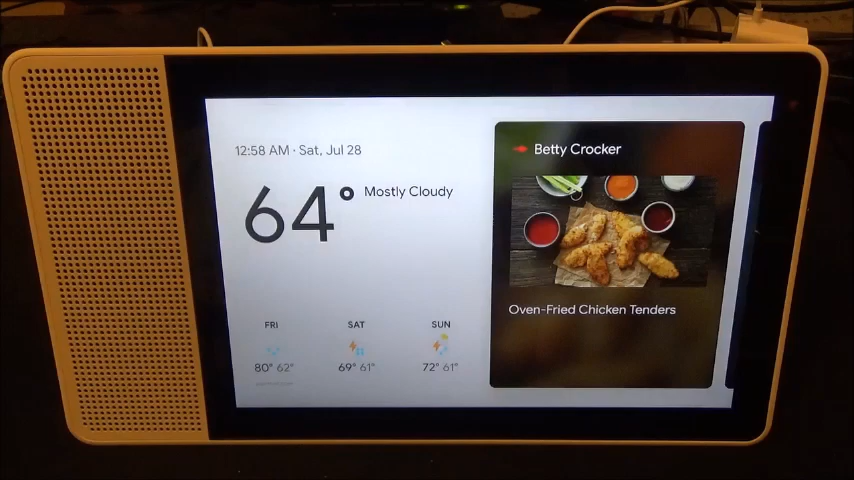 12:58 AM · Sat, Jul 28
64° Mostly Cloudy
FRI SAT SUN
80° 62° 69° 61° 72° 61°
Betty Crocker
Oven-Fried Chicken Tenders